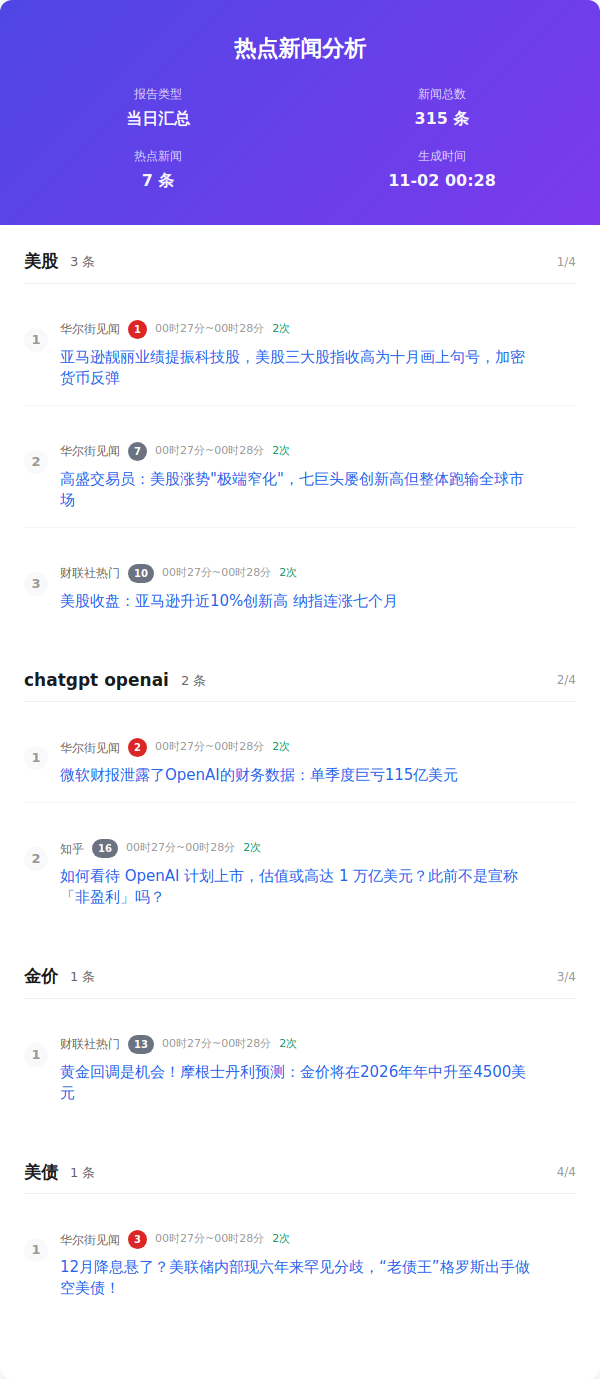 热点新闻分析
报告类型
当日汇总
新闻总数
315 条
热点新闻
7 条
生成时间
11-02 00:28
美股 3 条 1/4
1
华尔街见闻 1 00时27分~00时28分 2次
亚马逊靓丽业绩提振科技股，美股三大股指收高为十月画上句号，加密
货币反弹
2
华尔街见闻 7 00时27分~00时28分 2次
高盛交易员：美股涨势"极端窄化"，七巨头屡创新高但整体跑输全球市
场
3
财联社热门 10 00时27分~00时28分 2次
美股收盘：亚马逊升近10%创新高 纳指连涨七个月
chatgpt openai 2 条 2/4
1
华尔街见闻 2 00时27分~00时28分 2次
微软财报泄露了OpenAI的财务数据：单季度巨亏115亿美元
2
知乎 16 00时27分~00时28分 2次
如何看待 OpenAI 计划上市，估值或高达 1 万亿美元？此前不是宣称
「非盈利」吗？
金价 1 条 3/4
1
财联社热门 13 00时27分~00时28分 2次
黄金回调是机会！摩根士丹利预测：金价将在2026年年中升至4500美
元
美债 1 条 4/4
1
华尔街见闻 3 00时27分~00时28分 2次
12月降息悬了？美联储内部现六年来罕见分歧，“老债王”格罗斯出手做
空美债！